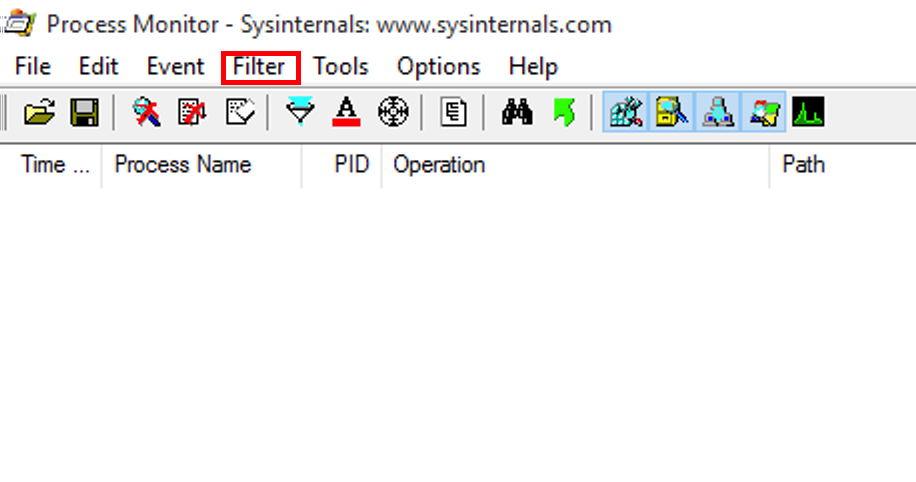 Process Monitor - Sysinternals: www.sysinternals.com
File Edit Event Filter Tools Options Help
Time ... Process Name PID Operation Path